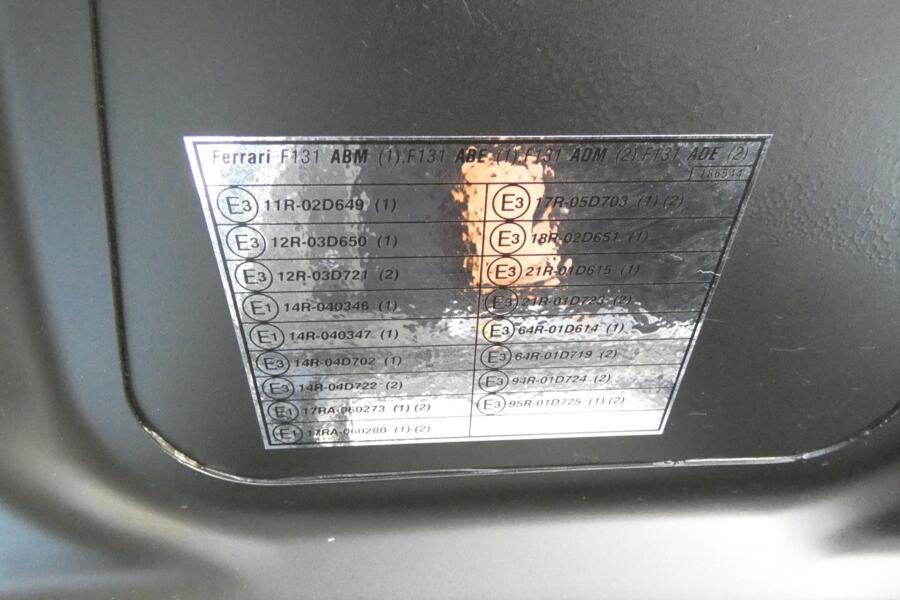 Ferrari F131 ABM (1),F131 ABE (1),F131 ADM (2),F131 ADE (2)
186544
E3 11R-02D649 (1)
E3 12R-03D650 (1)
E3 12R-03D721 (2)
E1 14R-040346 (1)
E1 14R-040347 (1)
E3 14R-04D702 (1)
E3 14R-04D722 (2)
E1 17RA-060273 (1) (2)
E1 17RA-060280 (1) (2)
E3 17R-05D703 (1) (2)
E3 18R-02D651 (1)
E3 21R-01D615 (1)
E3 21R-01D723 (2)
E3 64R-01D614 (1)
E3 64R-01D719 (2)
E3 94R-01D724 (2)
E3 95R-01D725 (1) (2)